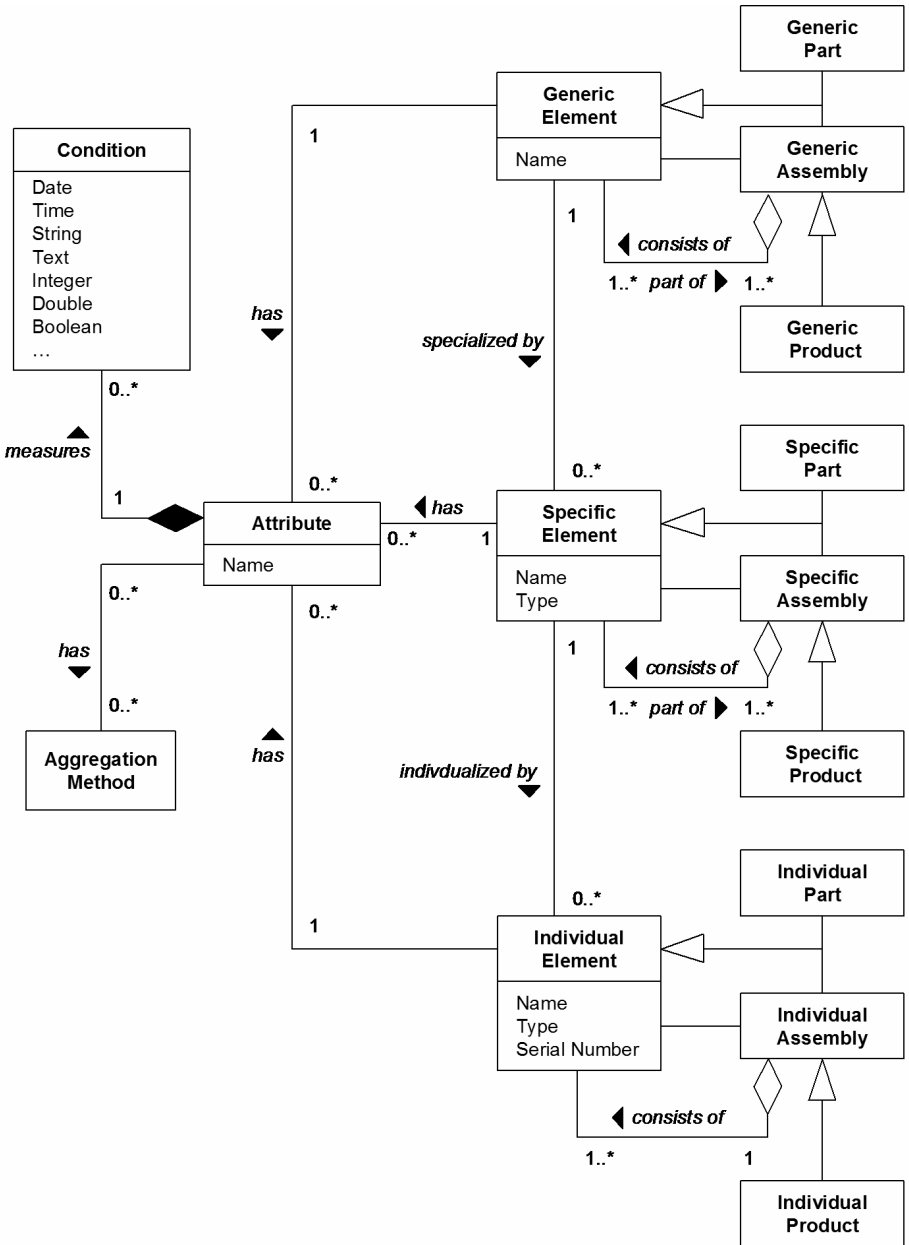 Generic
Part
Generic
Element
Name
Generic
Assembly
1
Condition
Date
Time
String
Text
Integer
Double
Boolean
...
1
consists of
1..* part of 1..*
has
specialized by
Generic
Product
0..*
measures
1
0..*
0..*
Specific
Part
Attribute
Name
has
0..*
1
Specific
Element
Name
Type
Specific
Assembly
0..*
0..*
has
0..*
1
consists of
1..* part of 1..*
Aggregation
Method
has
indivdualized by
Specific
Product
Individual
Part
0..*
1
Individual
Element
Name
Type
Serial Number
Individual
Assembly
consists of
1..*
1
Individual
Product